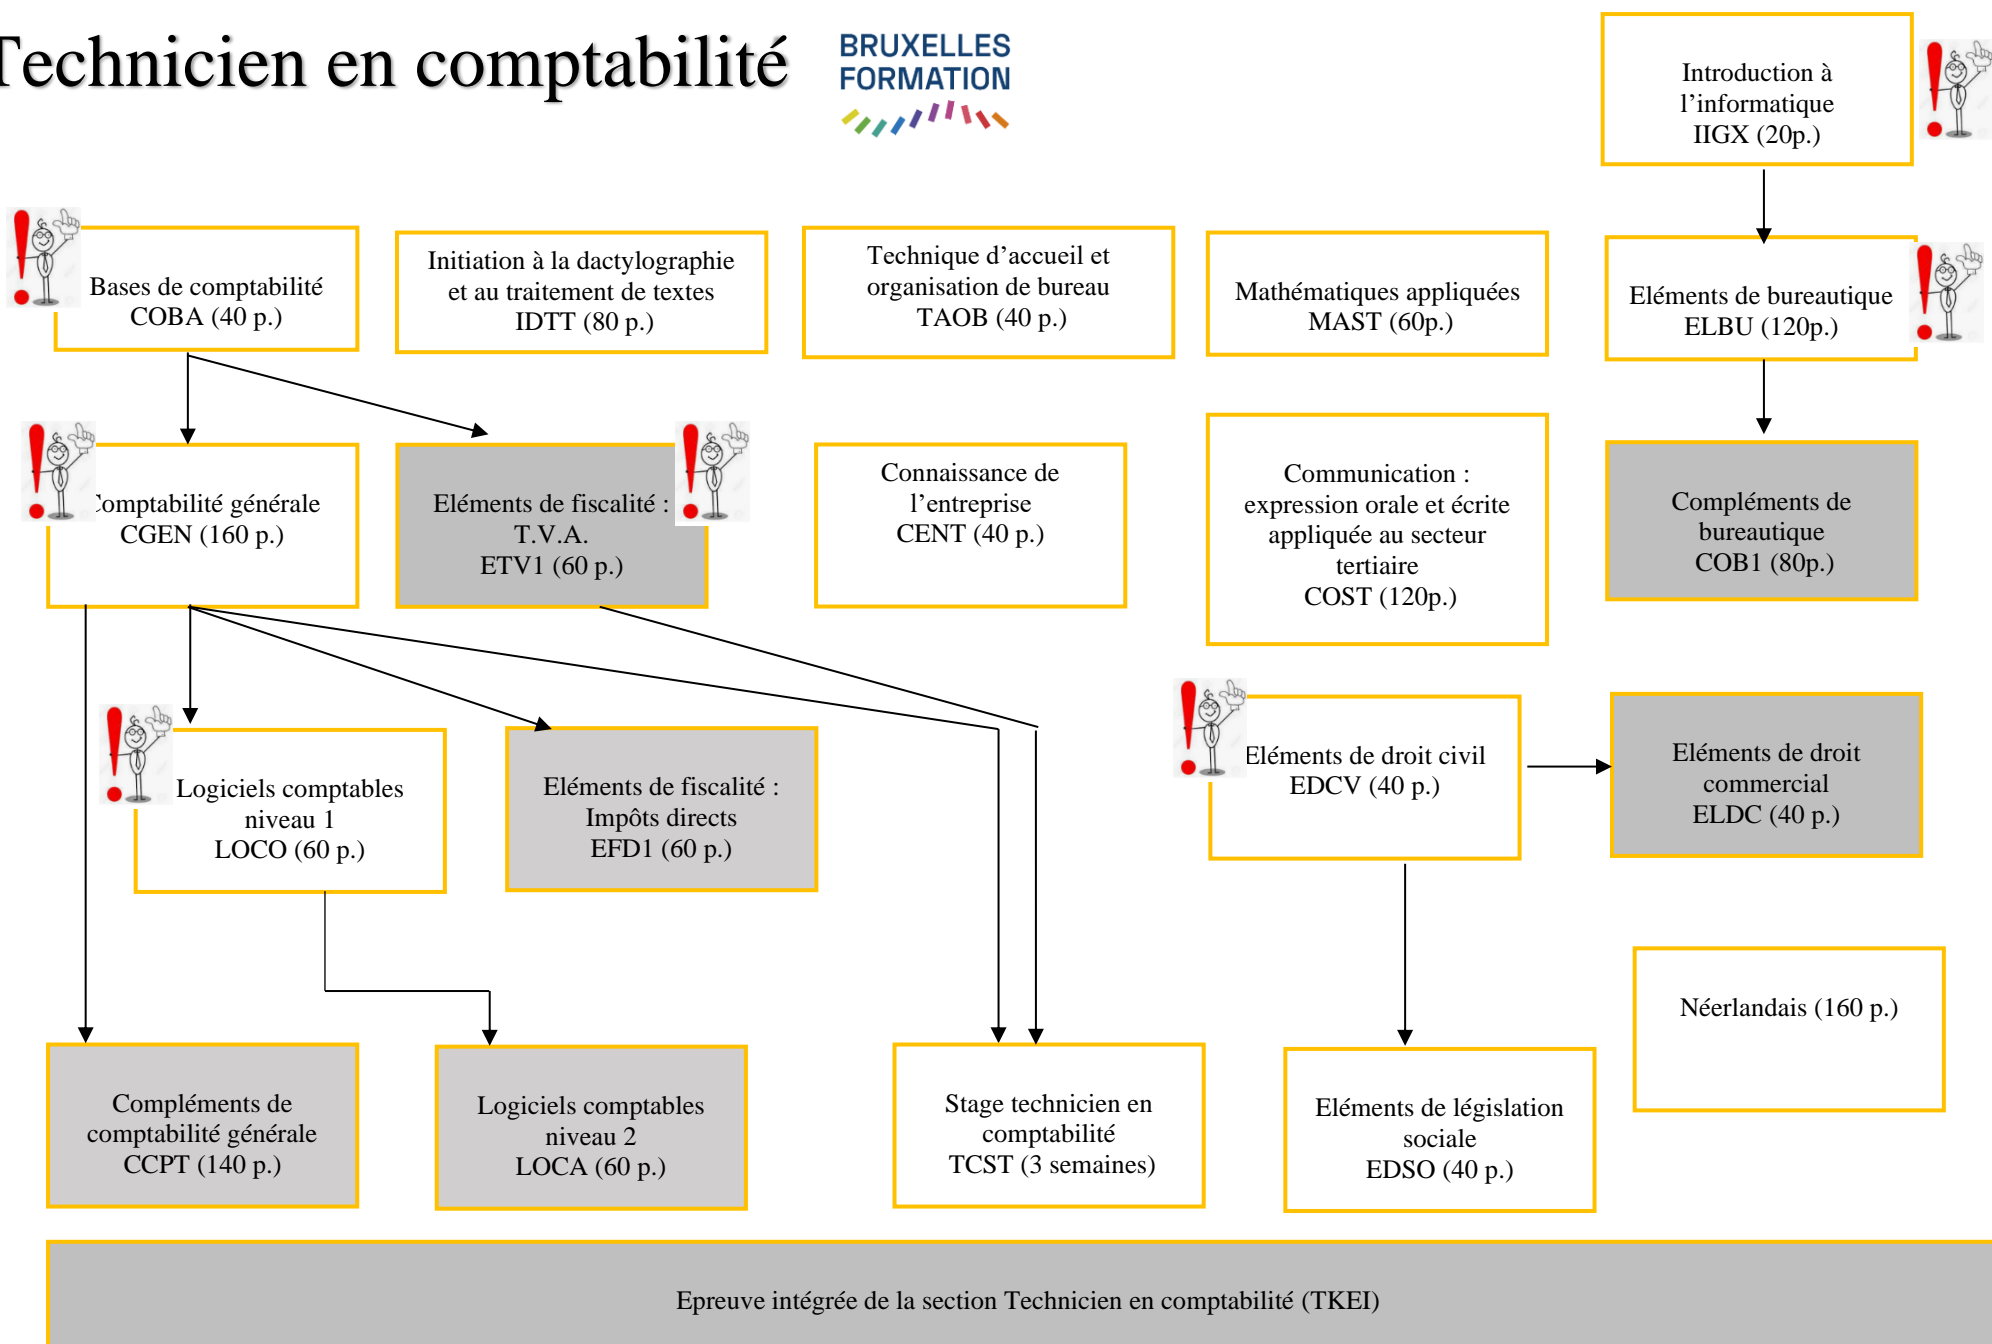 Technicien en comptabilité
BRUXELLES
FORMATION
Introduction à
l’informatique
IIGX (20p.)
Bases de comptabilité
COBA (40 p.)
Initiation à la dactylographie
et au traitement de textes
IDTT (80 p.)
Technique d’accueil et
organisation de bureau
TAOB (40 p.)
Mathématiques appliquées
MAST (60p.)
Eléments de bureautique
ELBU (120p.)
Comptabilité générale
CGEN (160 p.)
Eléments de fiscalité :
T.V.A.
ETV1 (60 p.)
Connaissance de
l’entreprise
CENT (40 p.)
Communication :
expression orale et écrite
appliquée au secteur
tertiaire
COST (120p.)
Compléments de
bureautique
COB1 (80p.)
Logiciels comptables
niveau 1
LOCO (60 p.)
Eléments de fiscalité :
Impôts directs
EFD1 (60 p.)
Eléments de droit civil
EDCV (40 p.)
Eléments de droit
commercial
ELDC (40 p.)
Néerlandais (160 p.)
Compléments de
comptabilité générale
CCPT (140 p.)
Logiciels comptables
niveau 2
LOCA (60 p.)
Stage technicien en
comptabilité
TCST (3 semaines)
Eléments de législation
sociale
EDSO (40 p.)
Epreuve intégrée de la section Technicien en comptabilité (TKEI)